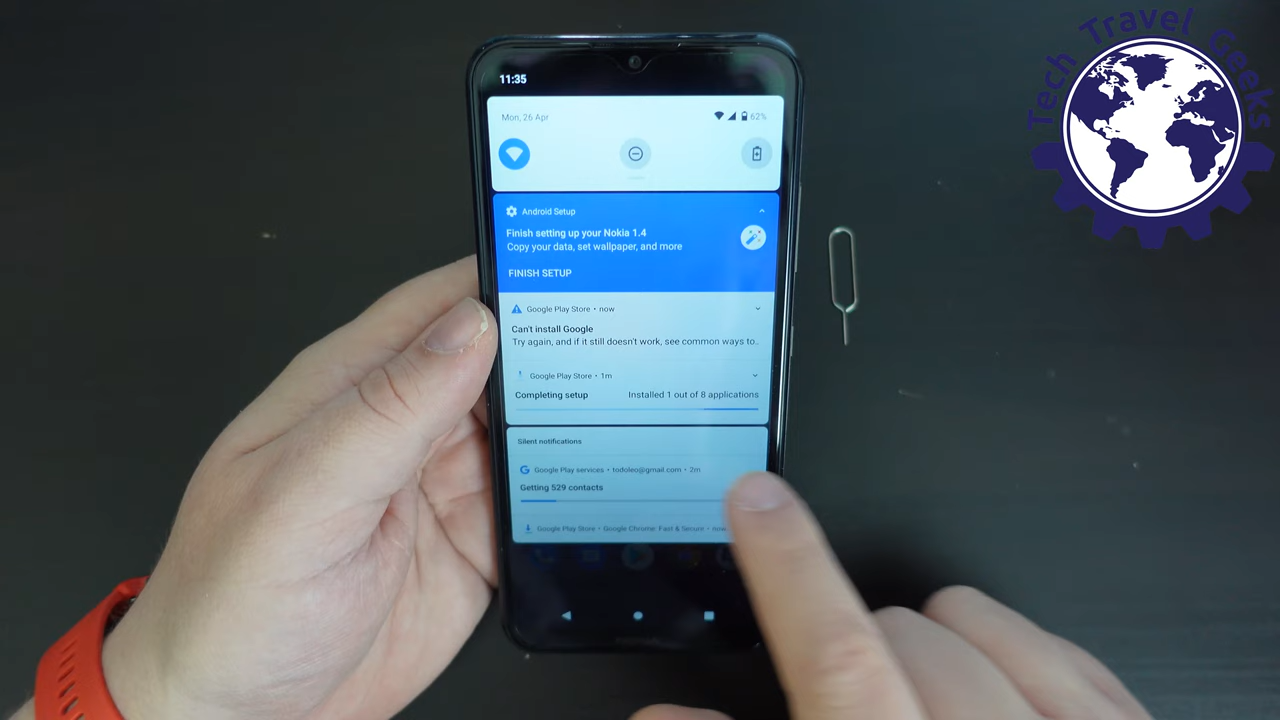 Tech Travel Geeks
11:35
Mon, 26 Apr
62%
Android Setup
Finish setting up your Nokia 1.4
Copy your data, set wallpaper, and more
FINISH SETUP
Google Play Store • now
Can't install Google
Try again, and if it still doesn't work, see common ways to..
Google Play Store • 1m
Completing setup Installed 1 out of 8 applications
Silent notifications
Google Play services • todoleo@gmail.com • 2m
Getting 529 contacts
Google Play Store • Google Chrome: Fast & Secure • now